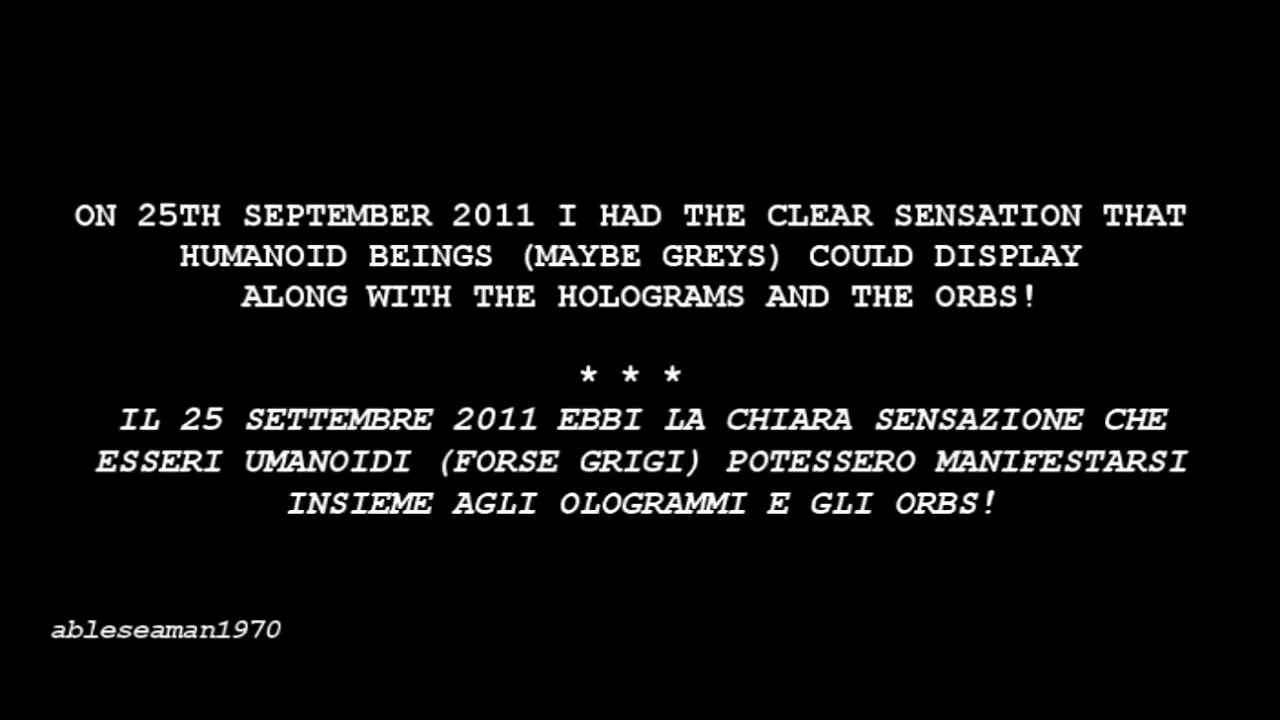 ON 25TH SEPTEMBER 2011 I HAD THE CLEAR SENSATION THAT
HUMANOID BEINGS (MAYBE GREYS) COULD DISPLAY
ALONG WITH THE HOLOGRAMS AND THE ORBS!
* * *
IL 25 SETTEMBRE 2011 EBBI LA CHIARA SENSAZIONE CHE
ESSERI UMANOIDI (FORSE GRIGI) POTESSERO MANIFESTARSI
INSIEME AGLI OLOGRAMMI E GLI ORBS!
ableseaman1970